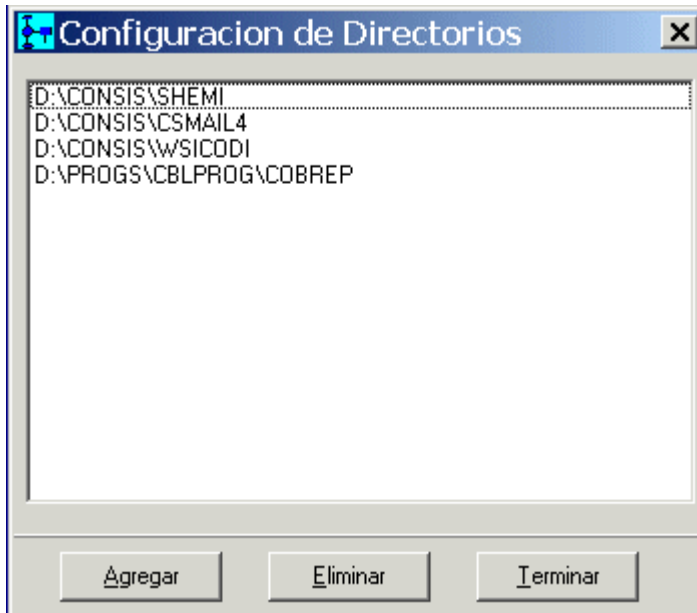 Configuracion de Directorios
D:\CONSIS\SHEMI
D:\CONSIS\CSMAIL4
D:\CONSIS\WSICODI
D:\PROGS\CBLPROG\COBREP
Agregar Eliminar Terminar